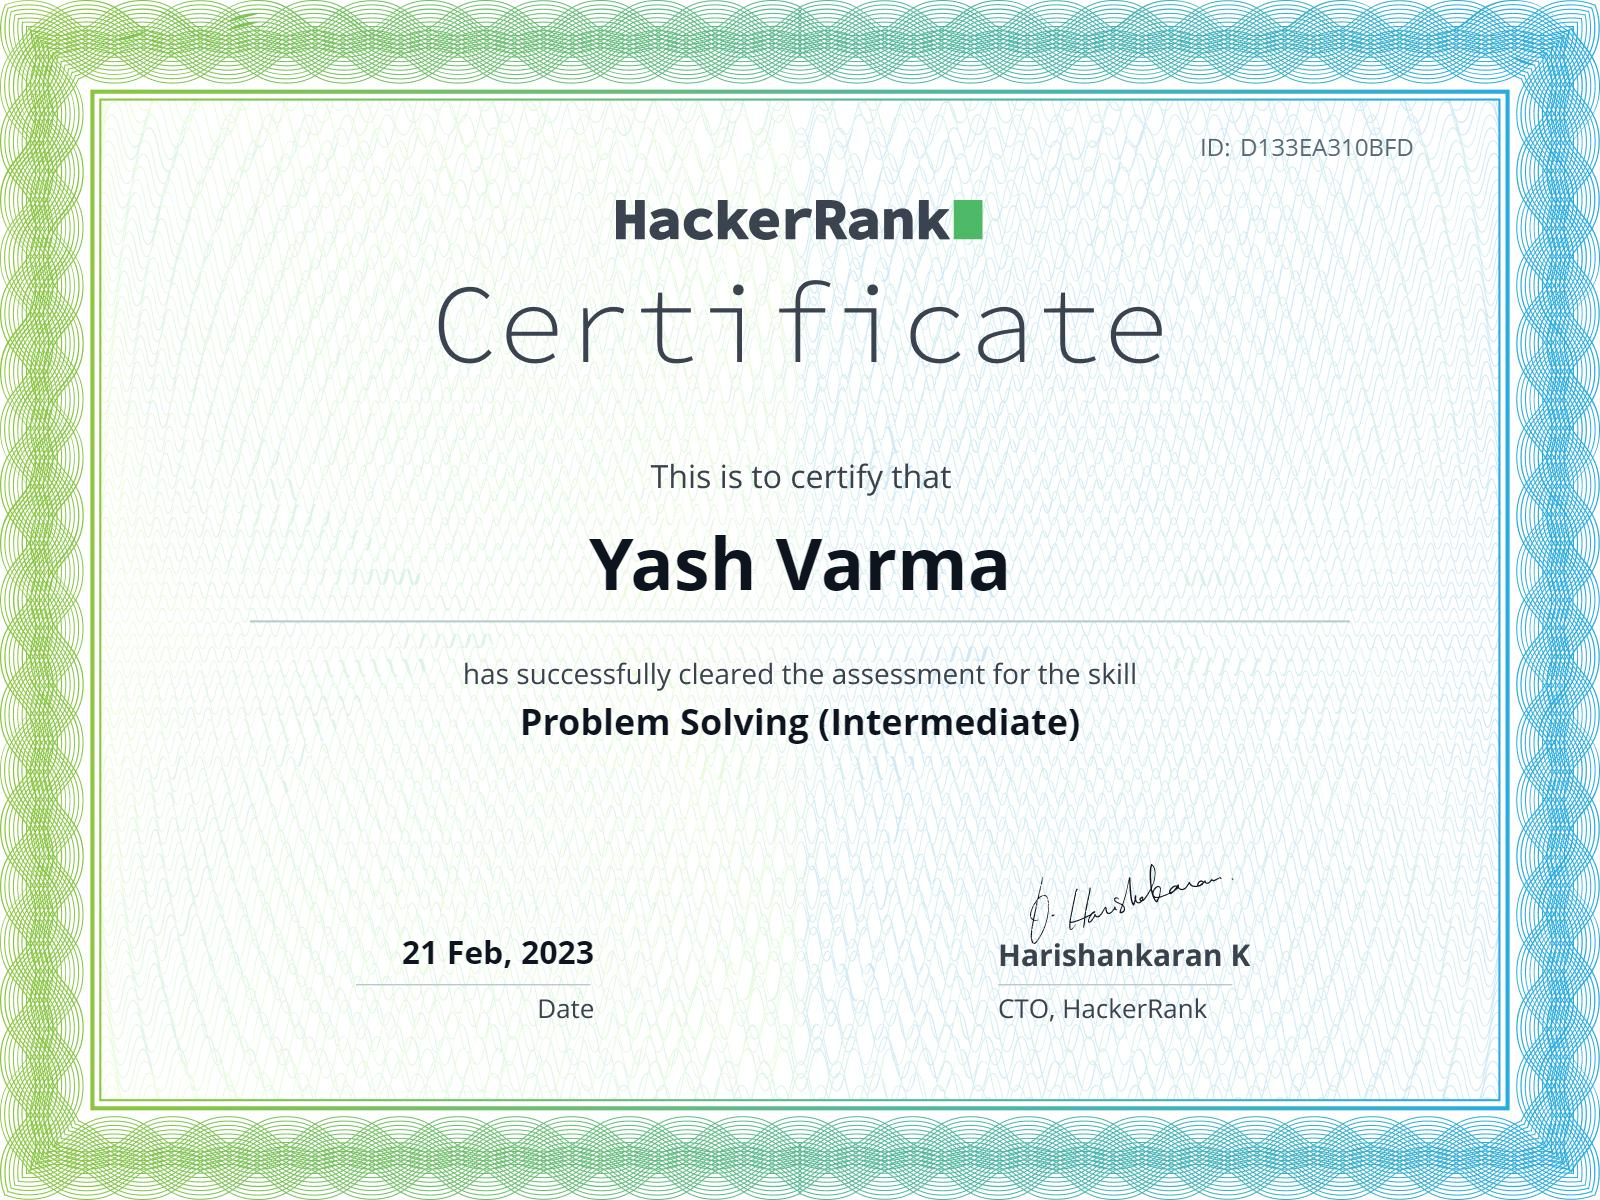 ID: D133EA310BFD
HackerRank
Certificate
This is to certify that
Yash Varma
has successfully cleared the assessment for the skill
Problem Solving (Intermediate)
21 Feb, 2023
Date
Harishankaran K
CTO, HackerRank